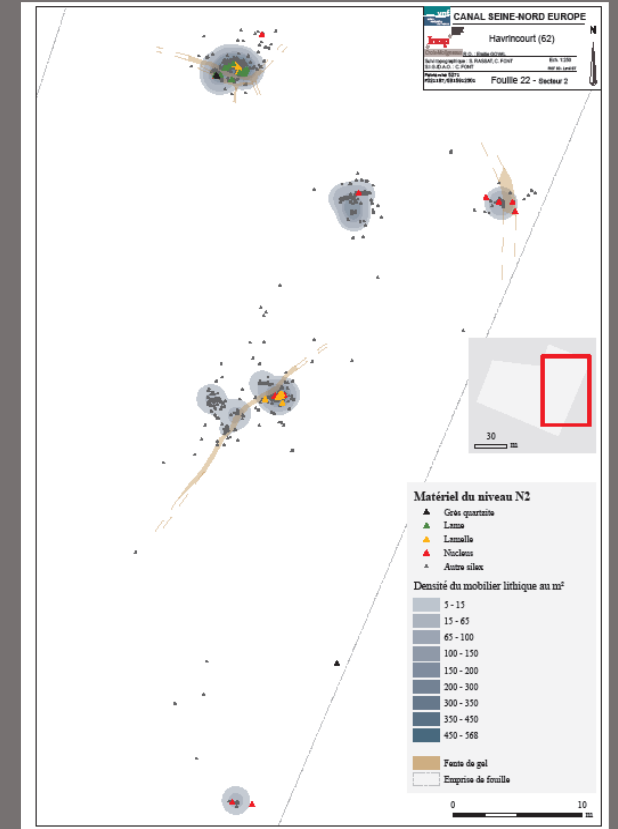 CANAL SEINE-NORD EUROPE
Havrincourt (62)
N
Inrap
Fouille 22 - Secteur 2
30
m
Matériel du niveau N2
Grès quartzite
Lame
Lamelle
Nucleus
Autre silex
Densité du mobilier lithique au m²
5 - 15
15 - 65
65 - 100
100 - 150
150 - 200
200 - 300
300 - 350
350 - 450
450 - 568
Fente de gel
Emprise de fouille
0
10
m